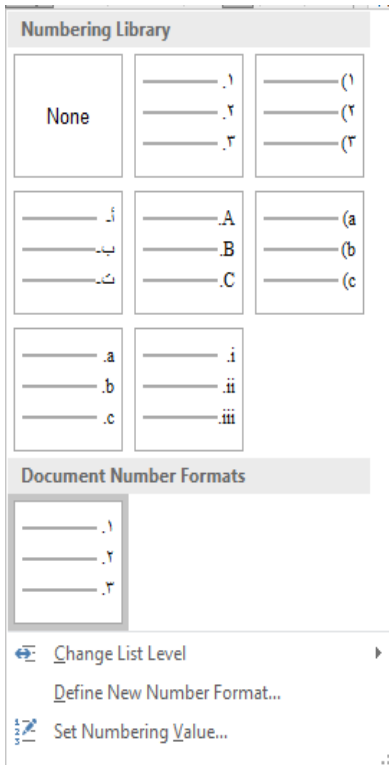 Numbering Library
None
١.
٢.
٣.
١)
٢)
٣)
أ-
ب-
ت-
A.
B.
C.
a)
b)
c)
a.
b.
c.
i.
ii.
iii.
Document Number Formats
١.
٢.
٣.
Change List Level
Define New Number Format...
Set Numbering Value...